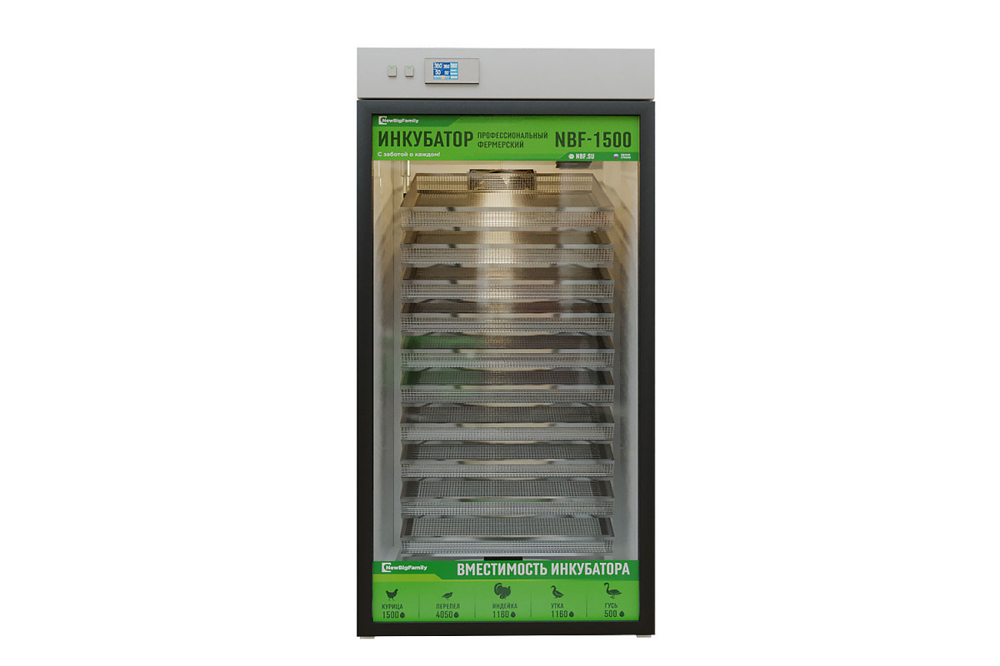 NewBigFamily
ИНКУБАТОР ПРОФЕССИОНАЛЬНЫЙ ФЕРМЕРСКИЙ NBF-1500
С заботой о каждом!
NBF.SU
NewBigFamily
ВМЕСТИМОСТЬ ИНКУБАТОРА
КУРИЦА ПЕРЕПЕЛ ИНДЕЙКА УТКА ГУСЬ
1500 4050 1160 1160 500